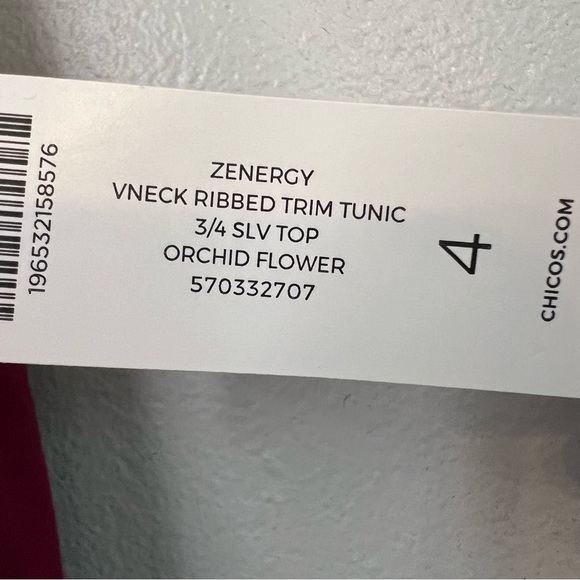 196532158576
ZENERGY
VNECK RIBBED TRIM TUNIC
3/4 SLV TOP
ORCHID FLOWER
570332707
4
CHICOS.COM